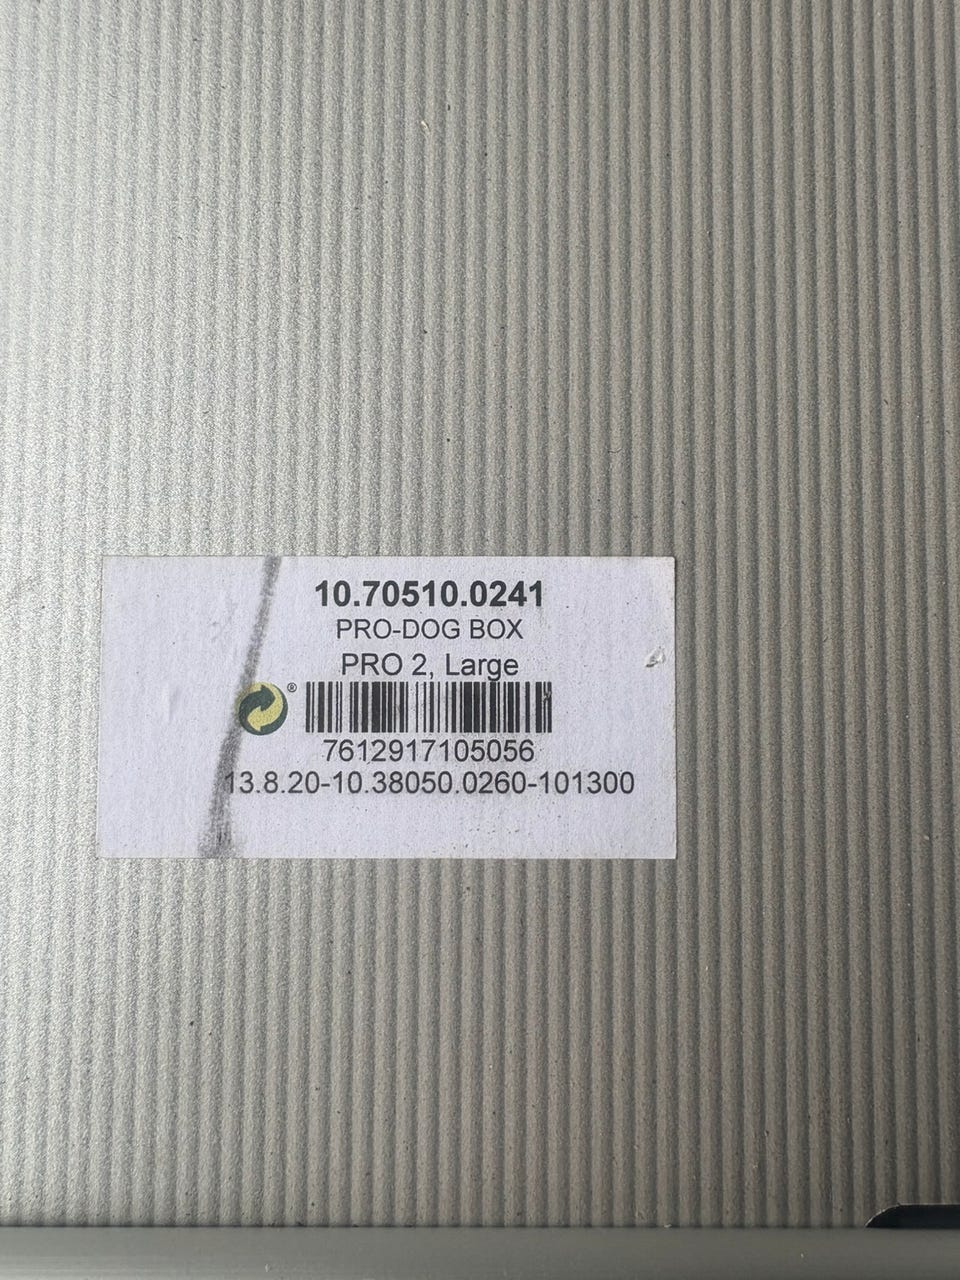 10.70510.0241
PRO-DOG BOX
PRO 2, Large
®
7612917105056
13.8.20-10.38050.0260-101300